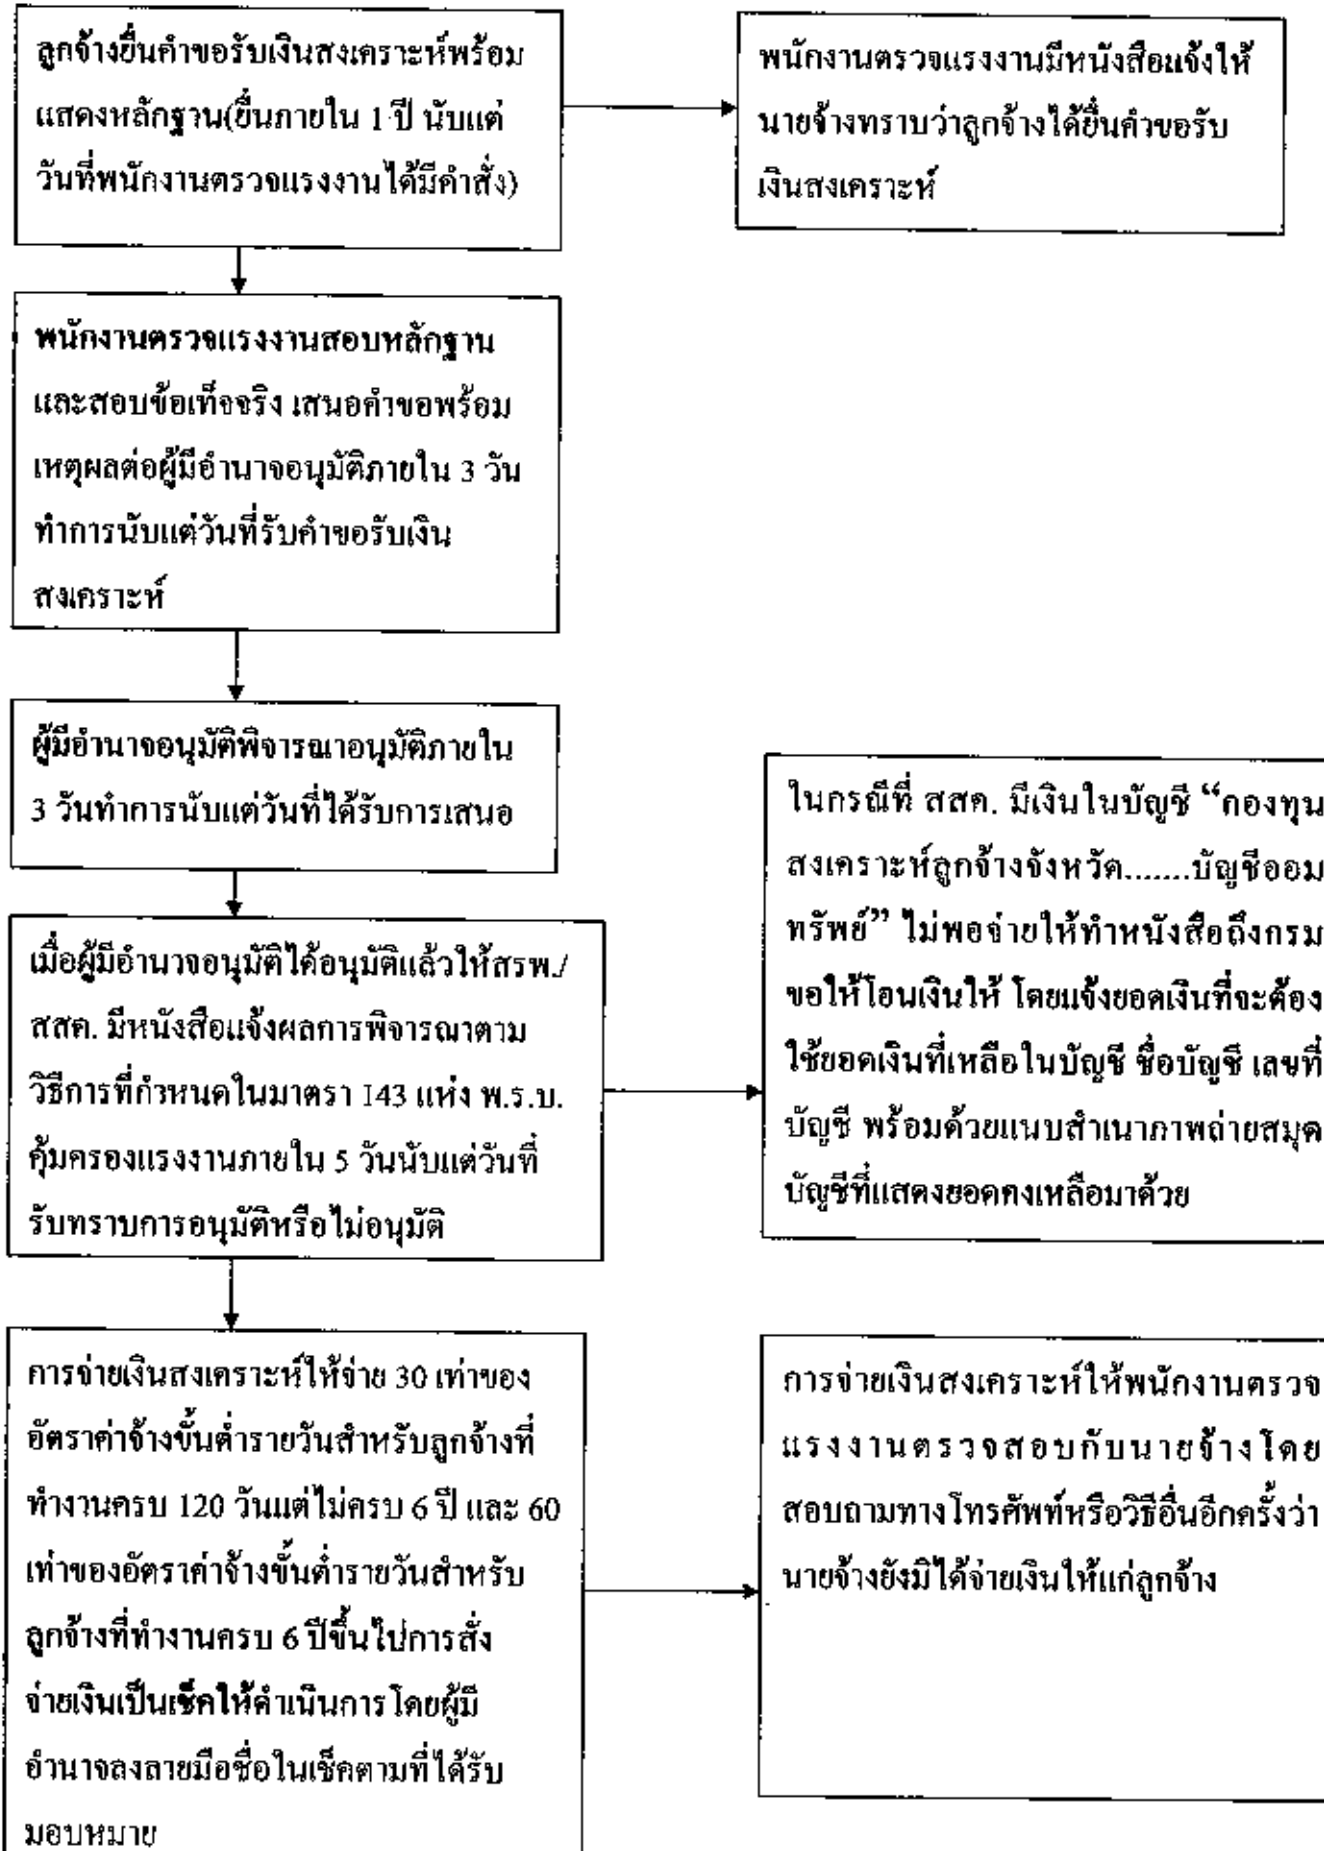 ลูกจ้างยื่นคำขอรับเงินสงเคราะห์พร้อม
แสดงหลักฐาน(ยื่นภายใน 1 ปี นับแต่
วันที่พนักงานตรวจแรงงานได้มีคำสั่ง)
พนักงานตรวจแรงงานมีหนังสือแจ้งให้
นายจ้างทราบว่าลูกจ้างได้ยื่นคำขอรับ
เงินสงเคราะห์
พนักงานตรวจแรงงานสอบหลักฐาน
และสอบข้อเท็จจริง เสนอคำขอพร้อม
เหตุผลต่อผู้มีอำนาจอนุมัติภายใน 3 วัน
ทำการนับแต่วันที่รับคำขอรับเงิน
สงเคราะห์
ผู้มีอำนาจอนุมัติพิจารณาอนุมัติภายใน
3 วันทำการนับแต่วันที่ได้รับการเสนอ
เมื่อผู้มีอำนาจอนุมัติได้อนุมัติแล้วให้สรพ./
สสค. มีหนังสือแจ้งผลการพิจารณาตาม
วิธีการที่กำหนดในมาตรา 143 แห่ง พ.ร.บ.
คุ้มครองแรงงานภายใน 5 วันนับแต่วันที่
รับทราบการอนุมัติหรือไม่อนุมัติ
ในกรณีที่ สสค. มีเงินในบัญชี “กองทุน
สงเคราะห์ลูกจ้างจังหวัด.......บัญชีออม
ทรัพย์” ไม่พอจ่ายให้ทำหนังสือถึงกรม
ขอให้โอนเงินให้ โดยแจ้งยอดเงินที่จะต้อง
ใช้ยอดเงินที่เหลือในบัญชี ชื่อบัญชี เลขที่
บัญชี พร้อมด้วยแนบสำเนาภาพถ่ายสมุด
บัญชีที่แสดงยอดคงเหลือมาด้วย
การจ่ายเงินสงเคราะห์ให้จ่าย 30 เท่าของ
อัตราค่าจ้างขั้นต่ำรายวันสำหรับลูกจ้างที่
ทำงานครบ 120 วันแต่ไม่ครบ 6 ปี และ 60
เท่าของอัตราค่าจ้างขั้นต่ำรายวันสำหรับ
ลูกจ้างที่ทำงานครบ 6 ปีขึ้นไปการสั่ง
จ่ายเงินเป็นเช็คให้ดำเนินการโดยผู้มี
อำนาจลงลายมือชื่อในเช็คตามที่ได้รับ
มอบหมาย
การจ่ายเงินสงเคราะห์ให้พนักงานตรวจ
แรงงานตรวจสอบกับนายจ้างโดย
สอบถามทางโทรศัพท์หรือวิธีอื่นอีกครั้งว่า
นายจ้างยังมิได้จ่ายเงินให้แก่ลูกจ้าง